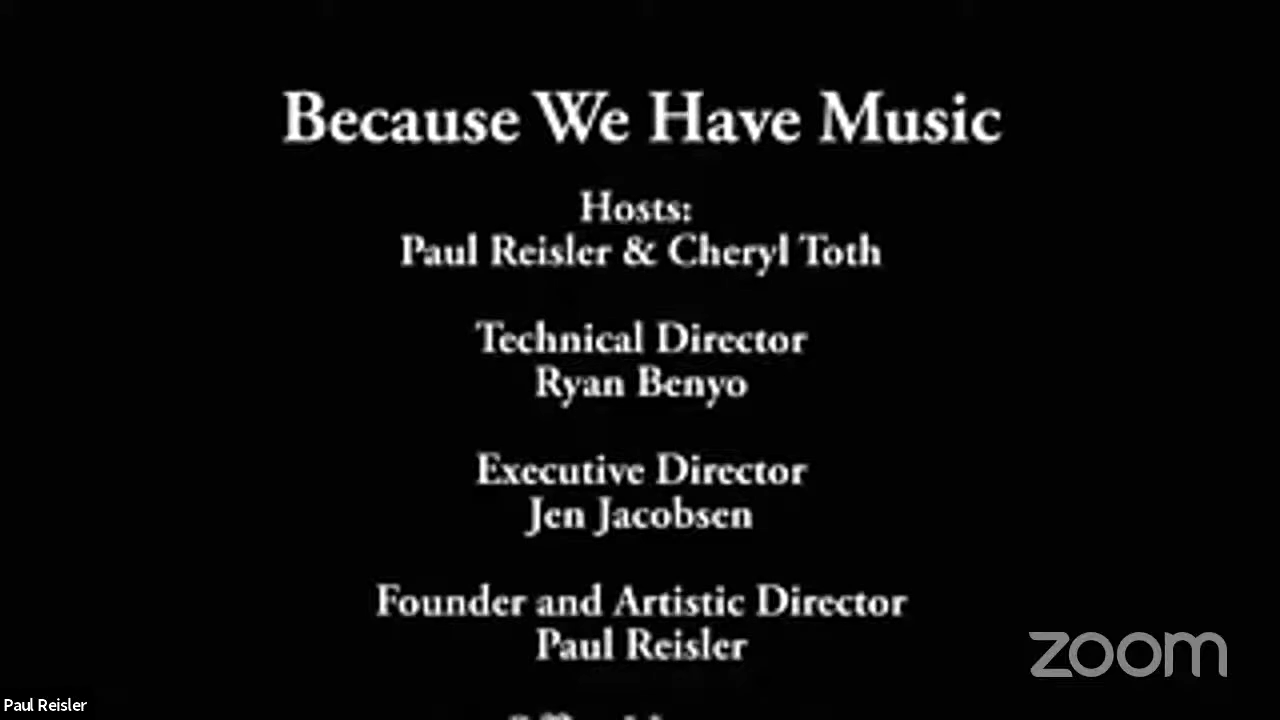 Because We Have Music
Hosts:
Paul Reisler & Cheryl Toth
Technical Director
Ryan Benyo
Executive Director
Jen Jacobsen
Founder and Artistic Director
Paul Reisler
zoom
Paul Reisler